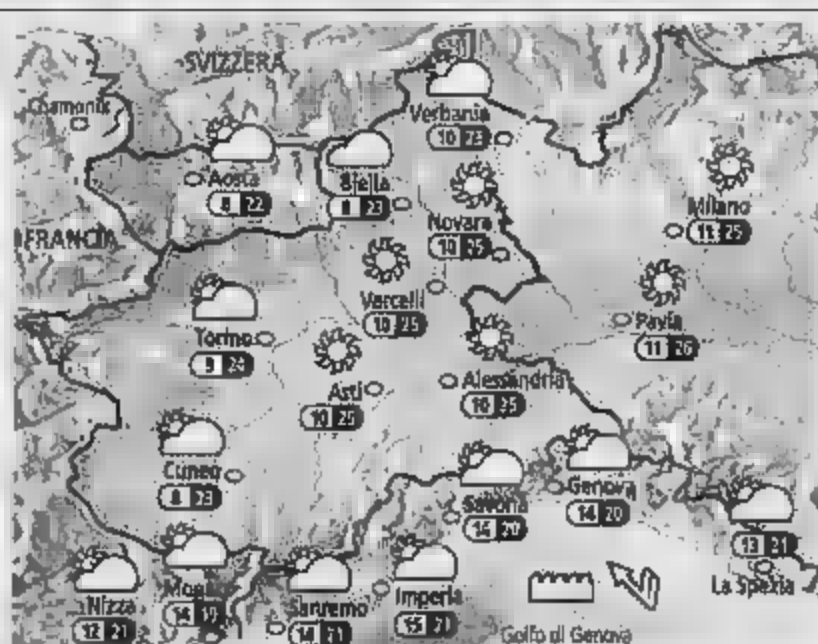 SVIZZERA
Chamonix
Verbania
10 23
Aosta
8 22
Biella
8 23
Milano
11 25
FRANCIA
Novara
10 25
Vercelli
10 25
Pavia
11 26
Torino
9 24
Asti
10 25
Alessandria
10 25
Cuneo
8 23
Savona
14 20
Genova
14 20
13 21
La Spezia
Nizza
12 21
14 19
Sanremo
14 21
Imperia
15 21
Golfo di Genova